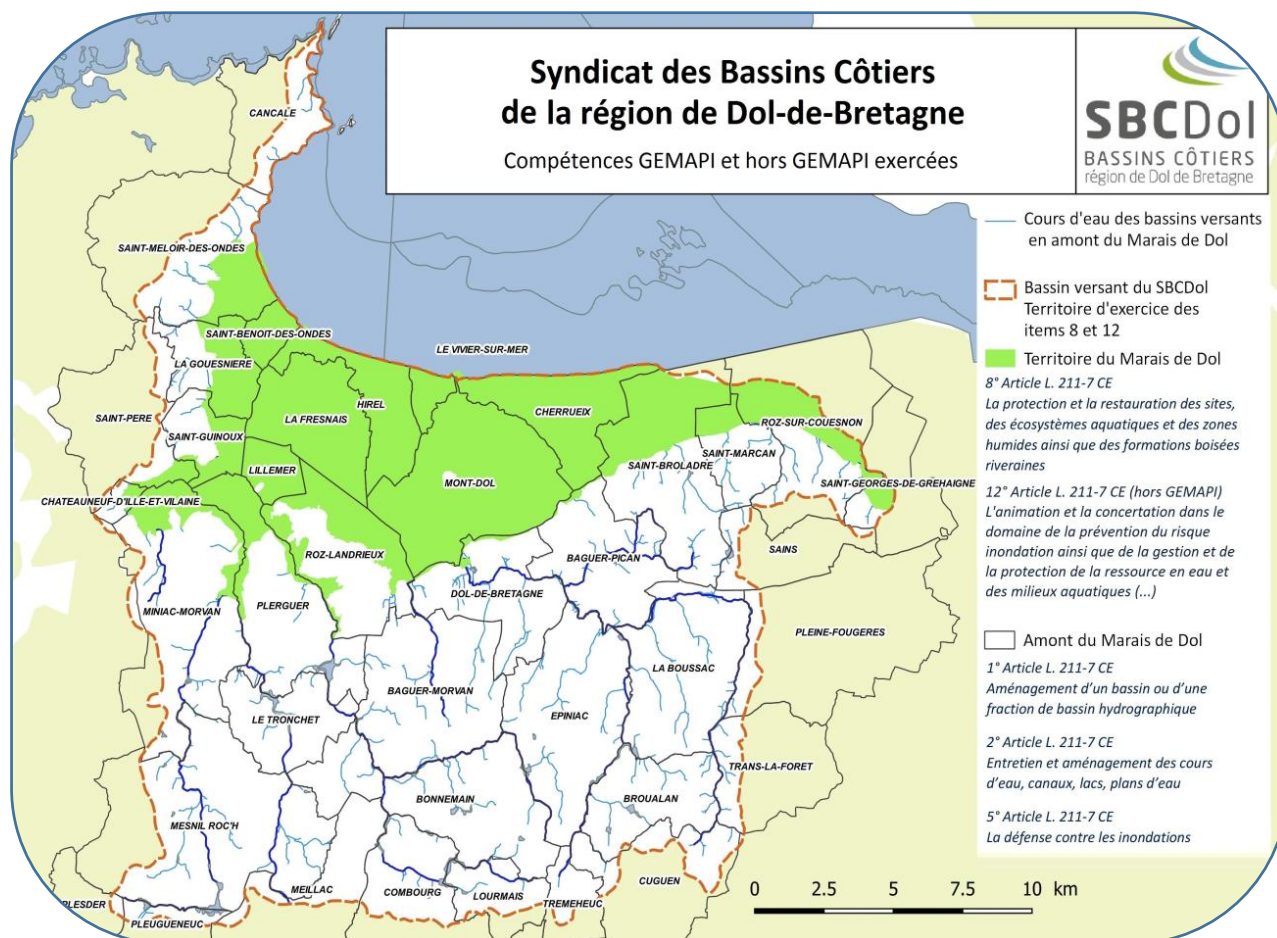 Syndicat des Bassins Côtiers
de la région de Dol-de-Bretagne
Compétences GEMAPI et hors GEMAPI exercées
SBCDol
BASSINS CÔTIERS
région de Dol de Bretagne
Cours d'eau des bassins versants
en amont du Marais de Dol
Bassin versant du SBCDol
Territoire d'exercice des
items 8 et 12
Territoire du Marais de Dol
8° Article L. 211-7 CE
La protection et la restauration des sites,
des écosystèmes aquatiques et des zones
humides ainsi que des formations boisées
riveraines
12° Article L. 211-7 CE (hors GEMAPI)
L'animation et la concertation dans le
domaine de la prévention du risque
inondation ainsi que de la gestion et de
la protection de la ressource en eau et
des milieux aquatiques (...)
Amont du Marais de Dol
1° Article L. 211-7 CE
Aménagement d'un bassin ou d'une
fraction de bassin hydrographique
2° Article L. 211-7 CE
Entretien et aménagement des cours
d'eau, canaux, lacs, plans d'eau
5° Article L. 211-7 CE
La défense contre les inondations
CANCALE
SAINT-MELOIR-DES-ONDES
SAINT-BENOIT-DES-ONDES
LE VIVIER-SUR-MER
LA GOUESNIERE
HIREL
CHERRUEIX
SAINT-PERE
LA FRESNAIS
ROZ-SUR-COUESNON
SAINT-GUINOUX
SAINT-MARCAN
LILLEMER
SAINT-BROLADRE
MONT-DOL
SAINT-GEORGES-DE-GREHAIGNE
CHATEAUNEUF-D'ILLE-ET-VILAINE
SAINS
ROZ-LANDRIEUX
BAGUER-PICAN
DOL-DE-BRETAGNE
PLERGUER
MINIAC-MORVAN
PLEINE-FOUGERES
LA BOUSSAC
BAGUER-MORVAN
EPINIAC
LE TRONCHET
TRANS-LA-FORET
BONNEMAIN
BROUALAN
MESNIL ROC'H
CUGUEN
MEILLAC
COMBOURG
LOURMAIS
TREMEHEUC
PLESDER
PLEUGUENEUC
0 2.5 5 7.5 10 km